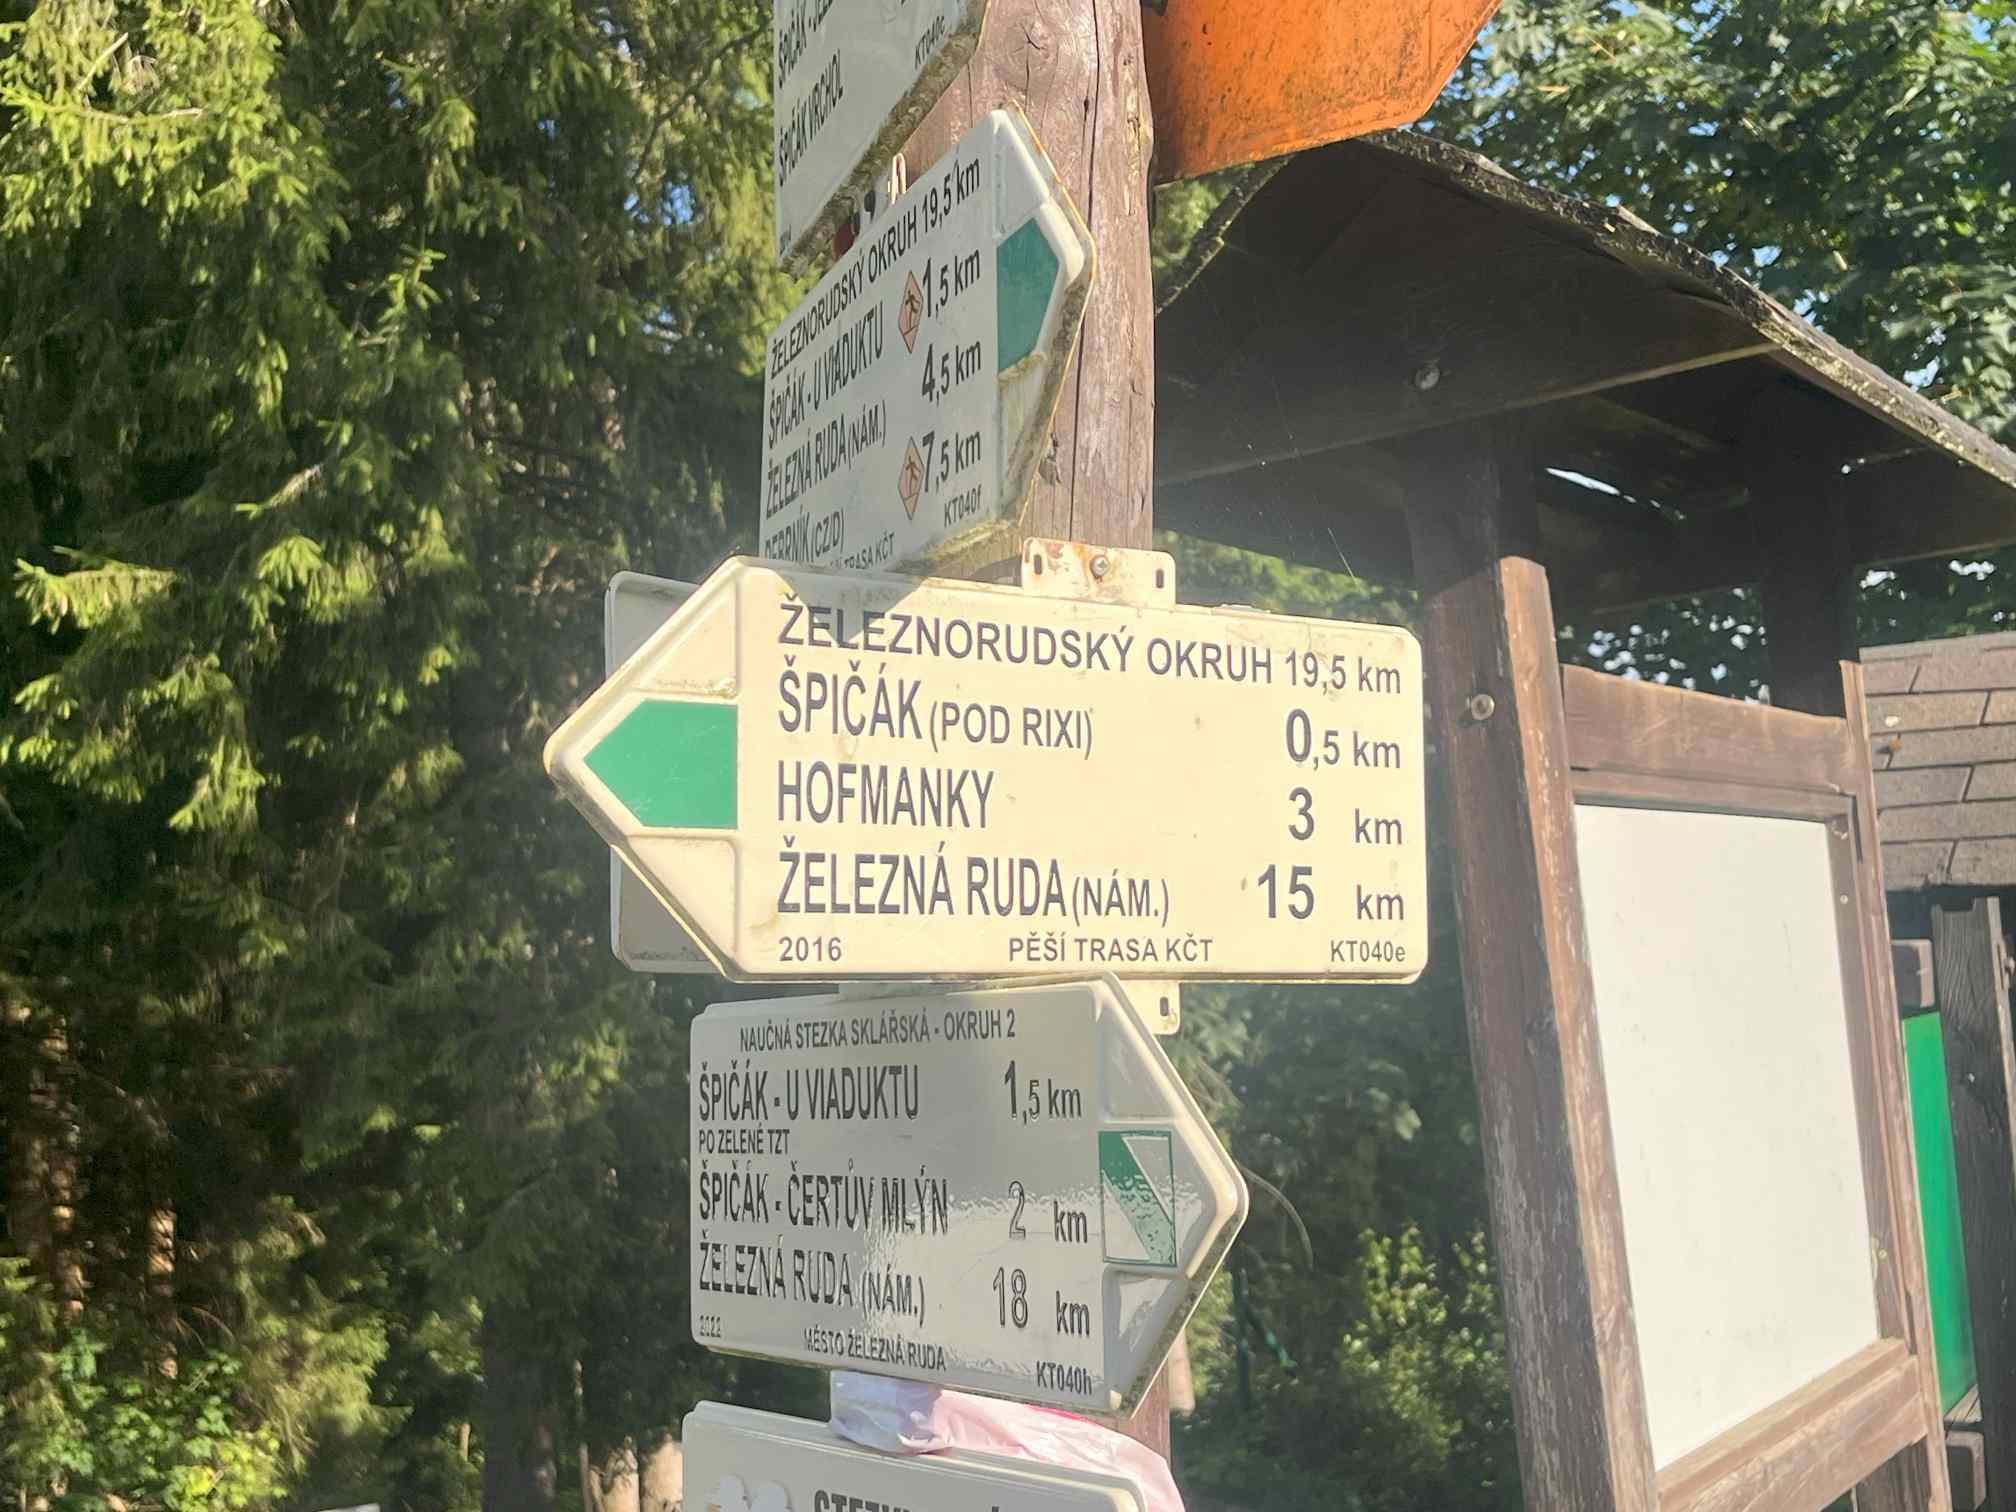 ŠPIČÁK
KT040c
ŠPIČÁK VRCHOL
ŽELEZNORUDSKÝ OKRUH 19,5 km
ŠPIČÁK - U VIADUKTU 1,5 km
ŽELEZNÁ RUDA (NÁM.) 4,5 km
(CZ/D) 7,5 km
TRASA KČT KT040f
ŽELEZNORUDSKÝ OKRUH 19,5 km
ŠPIČÁK (POD RIXI) 0,5 km
HOFMANKY 3 km
ŽELEZNÁ RUDA (NÁM.) 15 km
2016 PĚŠÍ TRASA KČT KT040e
NAUČNÁ STEZKA SKLÁŘSKÁ - OKRUH 2
ŠPIČÁK - U VIADUKTU 1,5 km
PO ZELENÉ TZT
ŠPIČÁK - ČERTŮV MLÝN 2 km
ŽELEZNÁ RUDA (NÁM.) 18 km
2022 MĚSTO ŽELEZNÁ RUDA KT040h